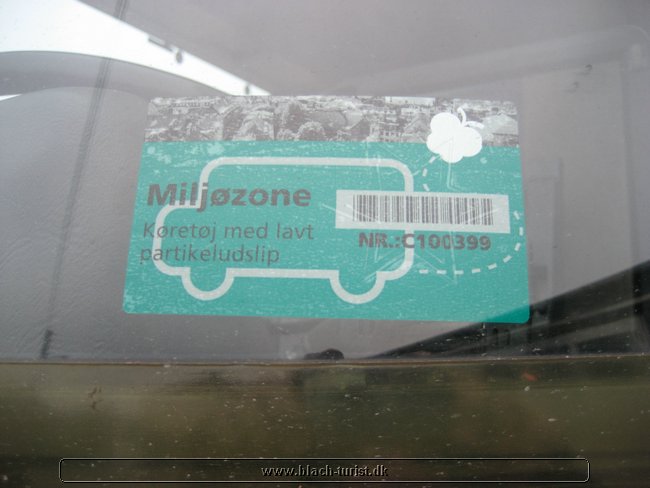 Miljøzone
Køretøj med lavt
partikeludslip
NR.:C100399
www.blach-turist.dk